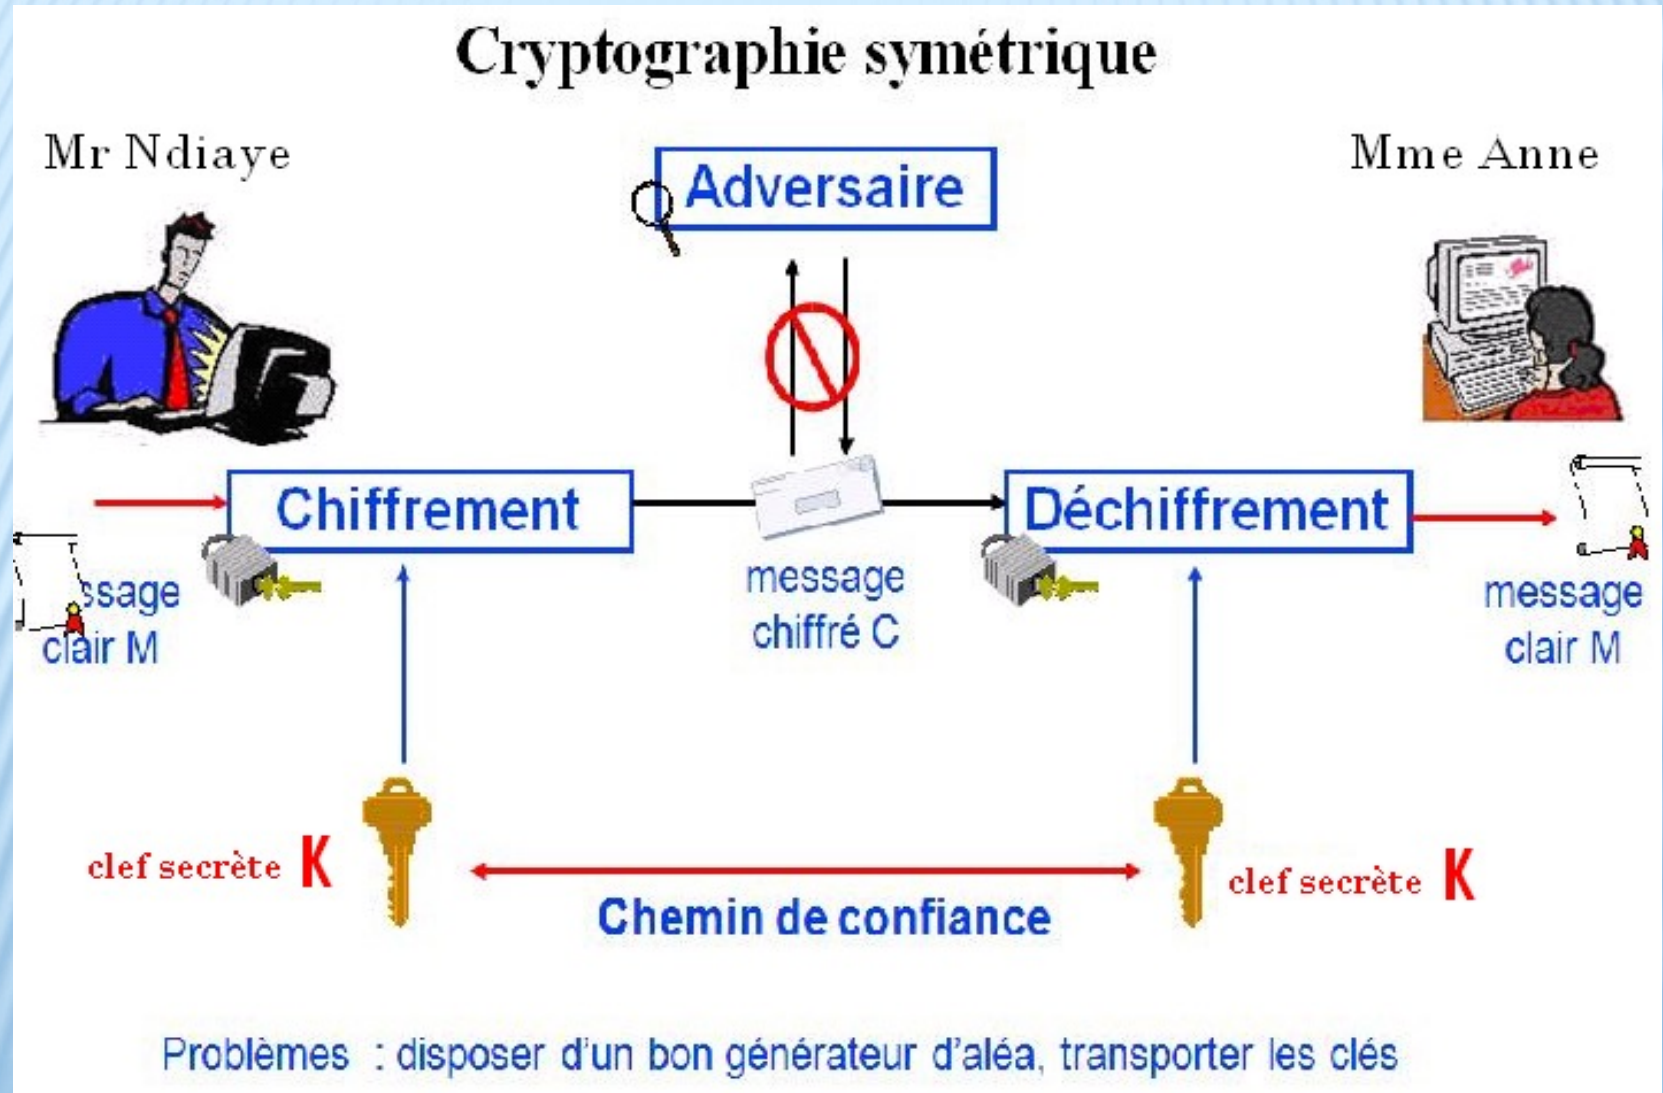 Cryptographie symétrique
Mr Ndiaye
Mme Anne
Adversaire
Chiffrement
Déchiffrement
ssage
clair M
message
chiffré C
message
clair M
clef secrète K
clef secrète K
Chemin de confiance
Problèmes : disposer d'un bon générateur d'aléa, transporter les clés